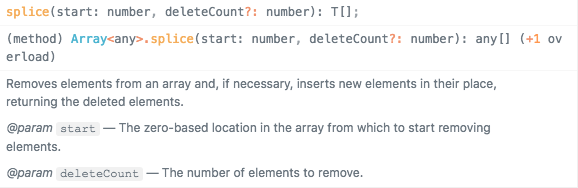 splice(start: number, deleteCount?: number): T[];
(method) Array<any>.splice(start: number, deleteCount?: number): any[] (+1 ov
erload)
Removes elements from an array and, if necessary, inserts new elements in their place,
returning the deleted elements.
@param start — The zero-based location in the array from which to start removing
elements.
@param deleteCount — The number of elements to remove.